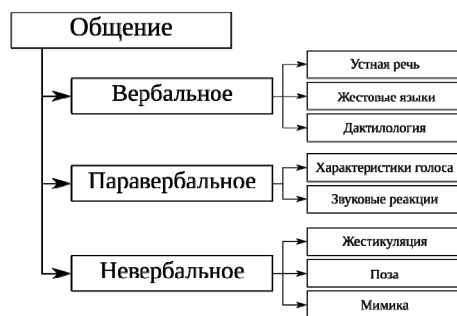 Общение
Вербальное
Устная речь
Жестовые языки
Дактилология
Паравербальное
Характеристики голоса
Звуковые реакции
Невербальное
Жестикуляция
Поза
Мимика